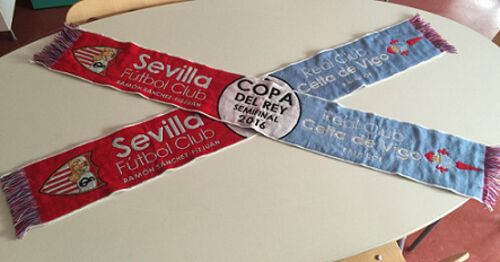 Sevilla
Fútbol Club
RAMÓN SÁNCHEZ-PIZJUÁN
Real Club
Celta de Vigo
COPA
DEL REY
SEMIFINAL
2016
Sevilla
Fútbol Club
RAMÓN SÁNCHEZ-PIZJUÁN
Real Club
Celta de Vigo